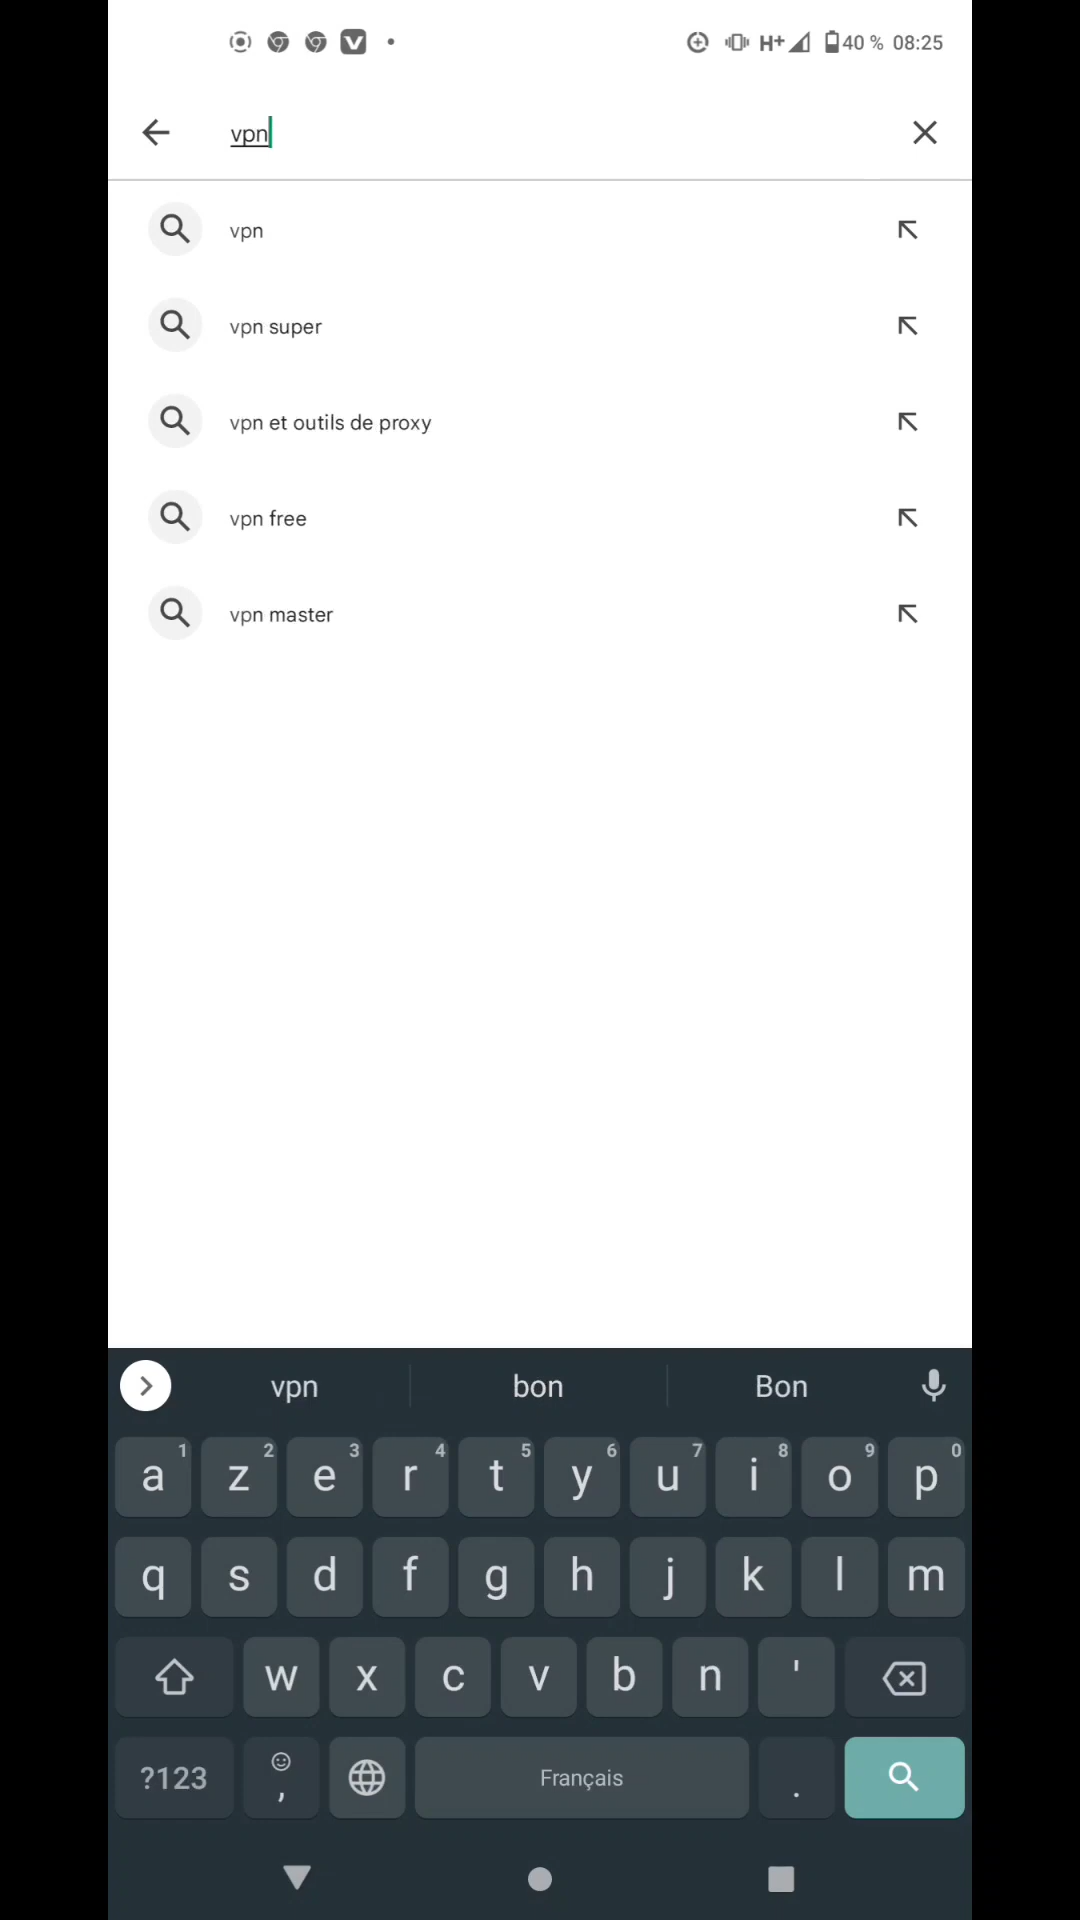 H+ 40 % 08:25
vpn
vpn
vpn super
vpn et outils de proxy
vpn free
vpn master
vpn bon Bon
1 2 3 4 5 6 7 8 9 0
a z e r t y u i o p
q s d f g h j k l m
w x c v b n '
?123 , Français .